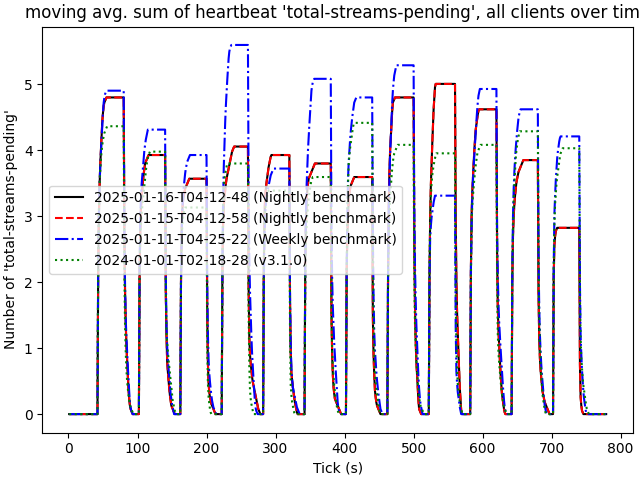 moving avg. sum of heartbeat 'total-streams-pending', all clients over tim
Number of 'total-streams-pending'
5
4
3
2
1
0
2025-01-16-T04-12-48 (Nightly benchmark)
2025-01-15-T04-12-58 (Nightly benchmark)
2025-01-11-T04-25-22 (Weekly benchmark)
2024-01-01-T02-18-28 (v3.1.0)
0 100 200 300 400 500 600 700 800
Tick (s)